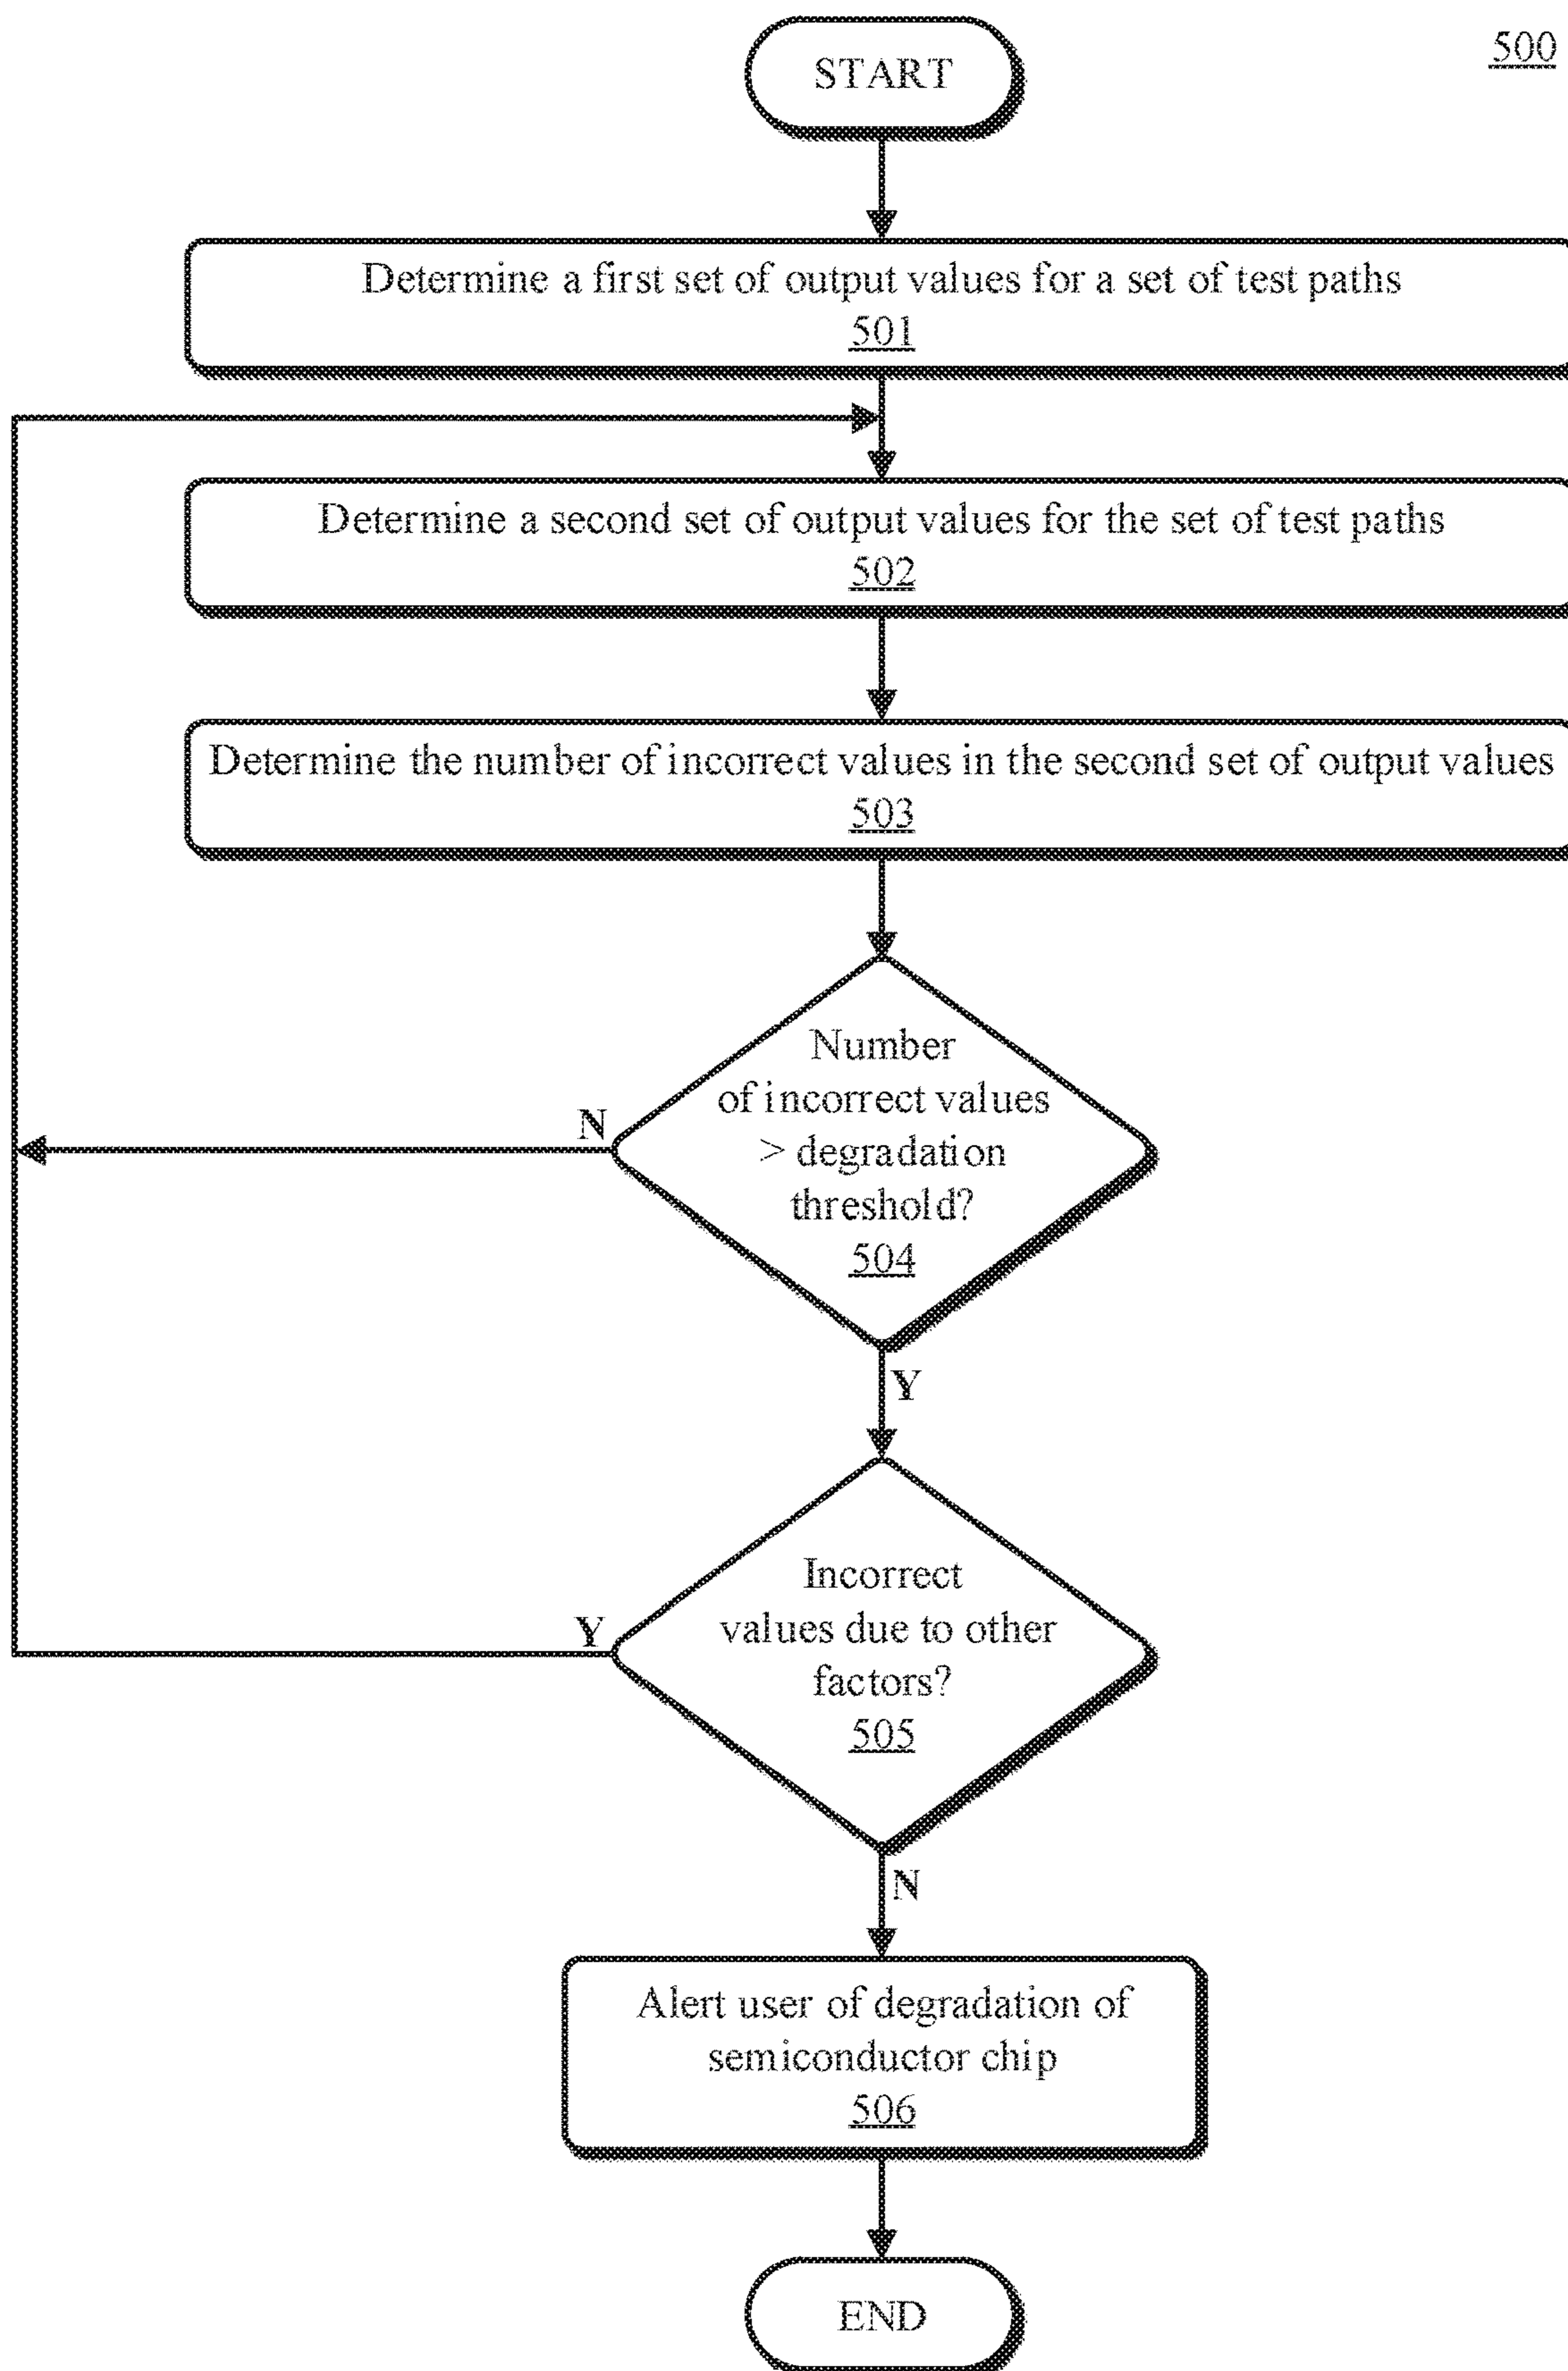 500
START
Determine a first set of output values for a set of test paths
501
Determine a second set of output values for the set of test paths
502
Determine the number of incorrect values in the second set of output values
503
Number
of incorrect values
> degradation
threshold?
504
N
Y
Incorrect
values due to other
factors?
505
Y
N
Alert user of degradation of
semiconductor chip
506
END